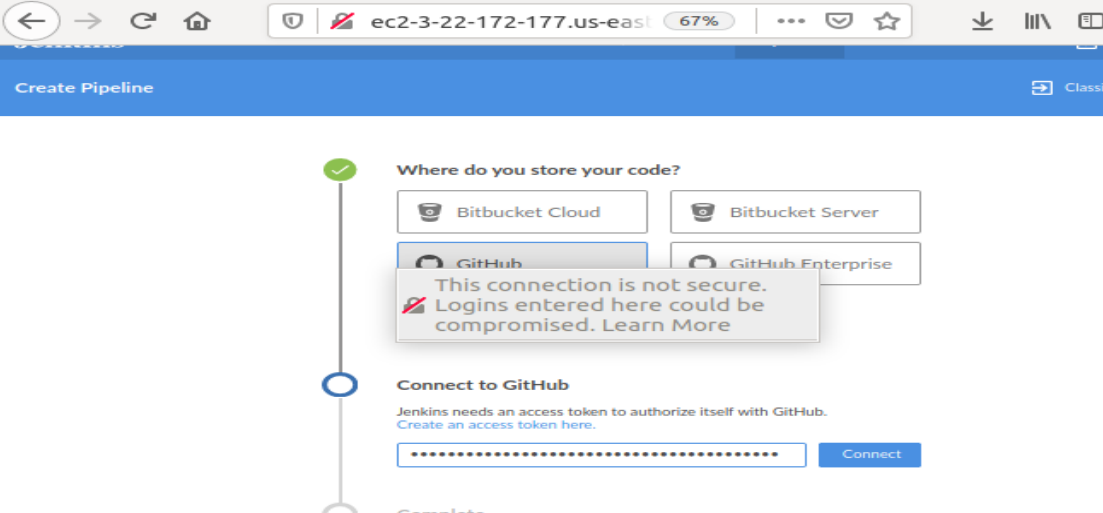 ec2-3-22-172-177.us-east
67%
Create Pipeline
Classi
Where do you store your code?
Bitbucket Cloud
Bitbucket Server
GitHub
GitHub Enterprise
This connection is not secure.
Logins entered here could be
compromised. Learn More
Connect to GitHub
Jenkins needs an access token to authorize itself with GitHub.
Create an access token here.
••••••••••••••••••••••••••••••••••••••••
Connect
Complete